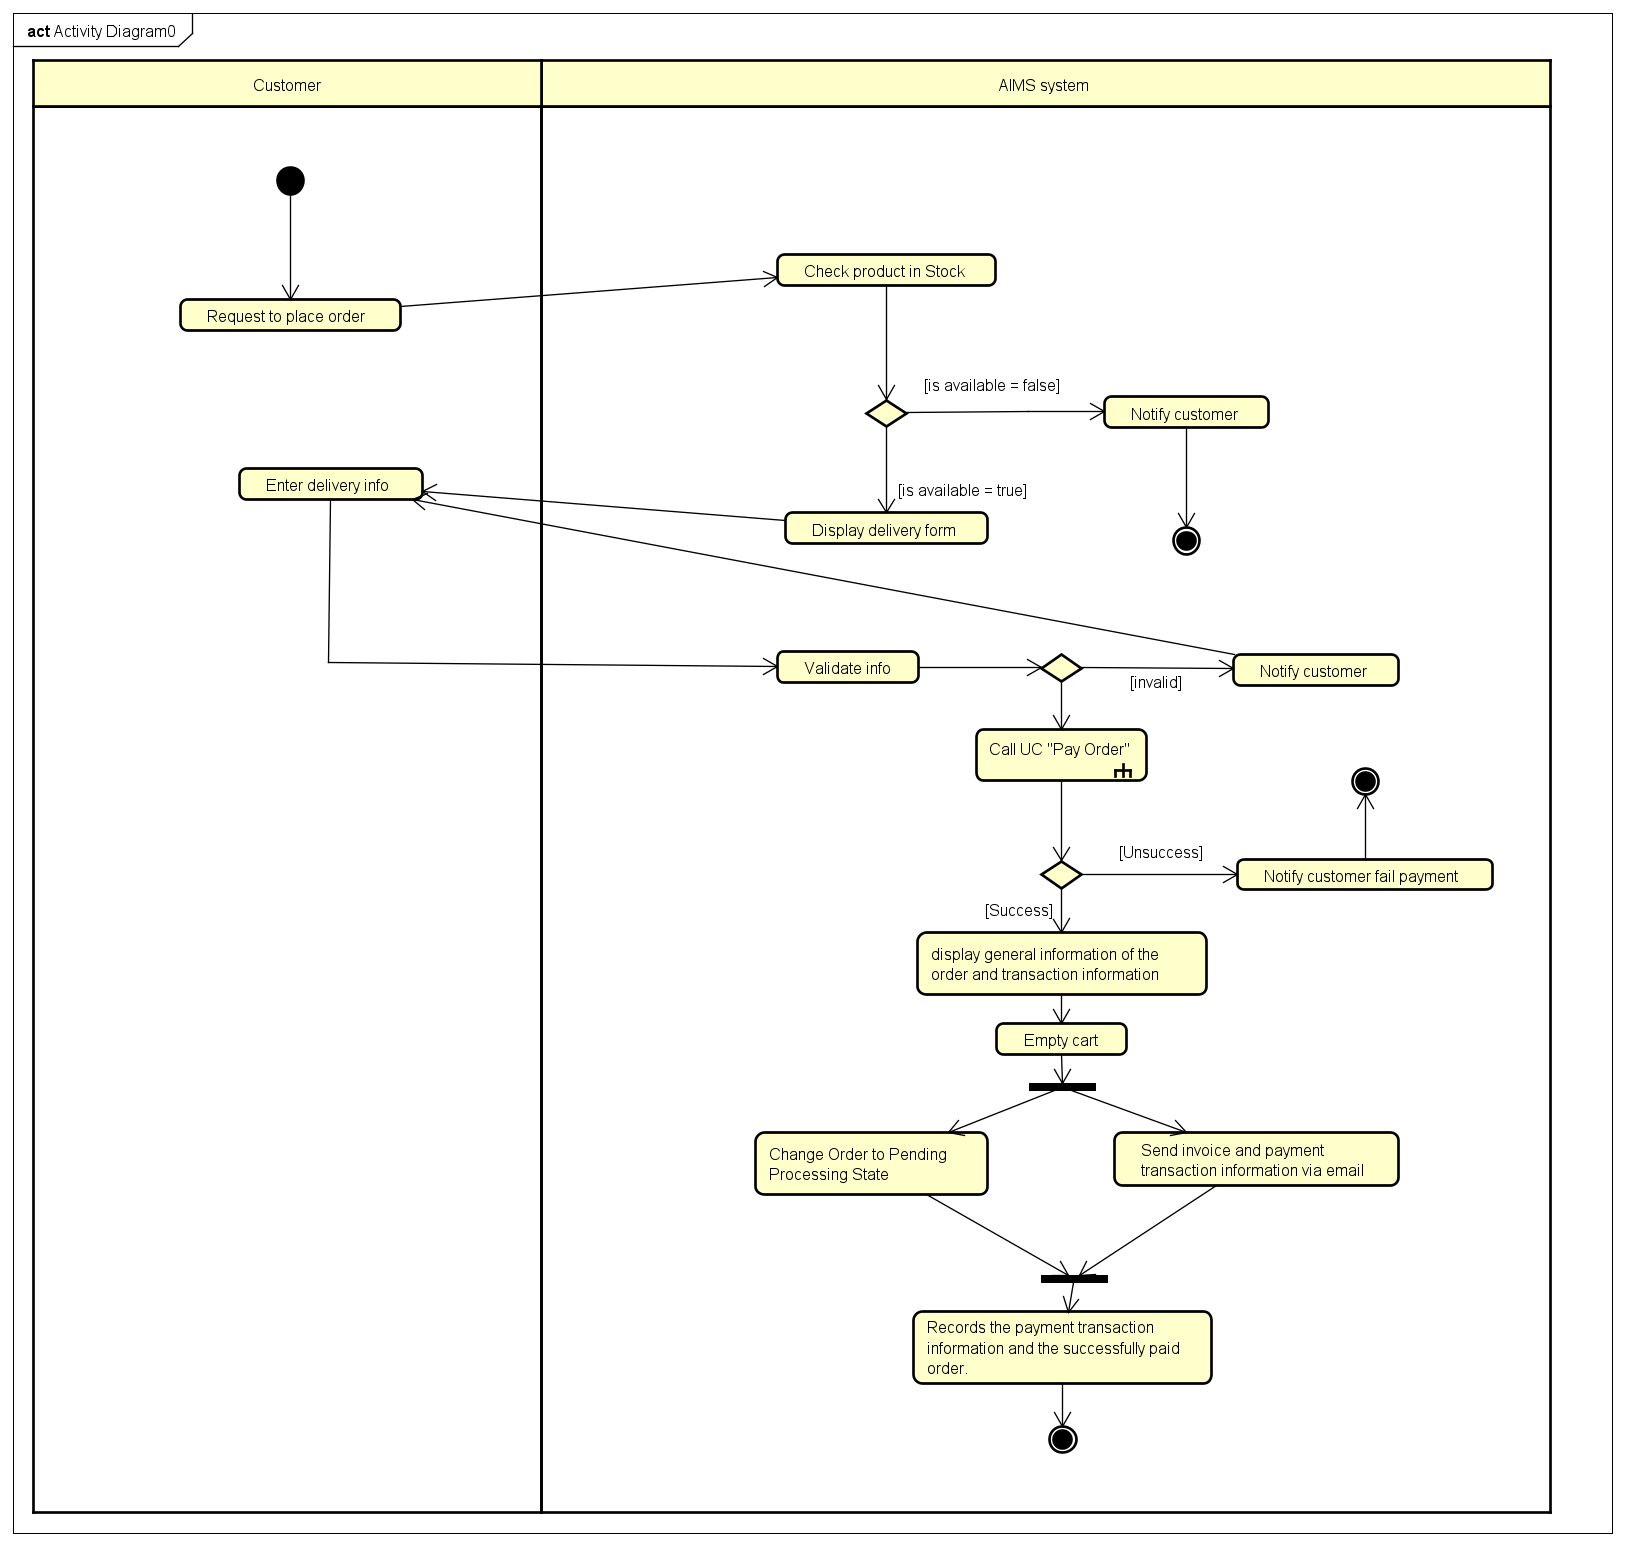 act Activity Diagram0
Customer
AIMS system
Check product in Stock
Request to place order
[is available = false]
Notify customer
Enter delivery info
[is available = true]
Display delivery form
Validate info
[invalid]
Notify customer
Call UC "Pay Order"
[Unsuccess]
Notify customer fail payment
[Success]
display general information of the
order and transaction information
Empty cart
Change Order to Pending
Processing State
Send invoice and payment
transaction information via email
Records the payment transaction
information and the successfully paid
order.